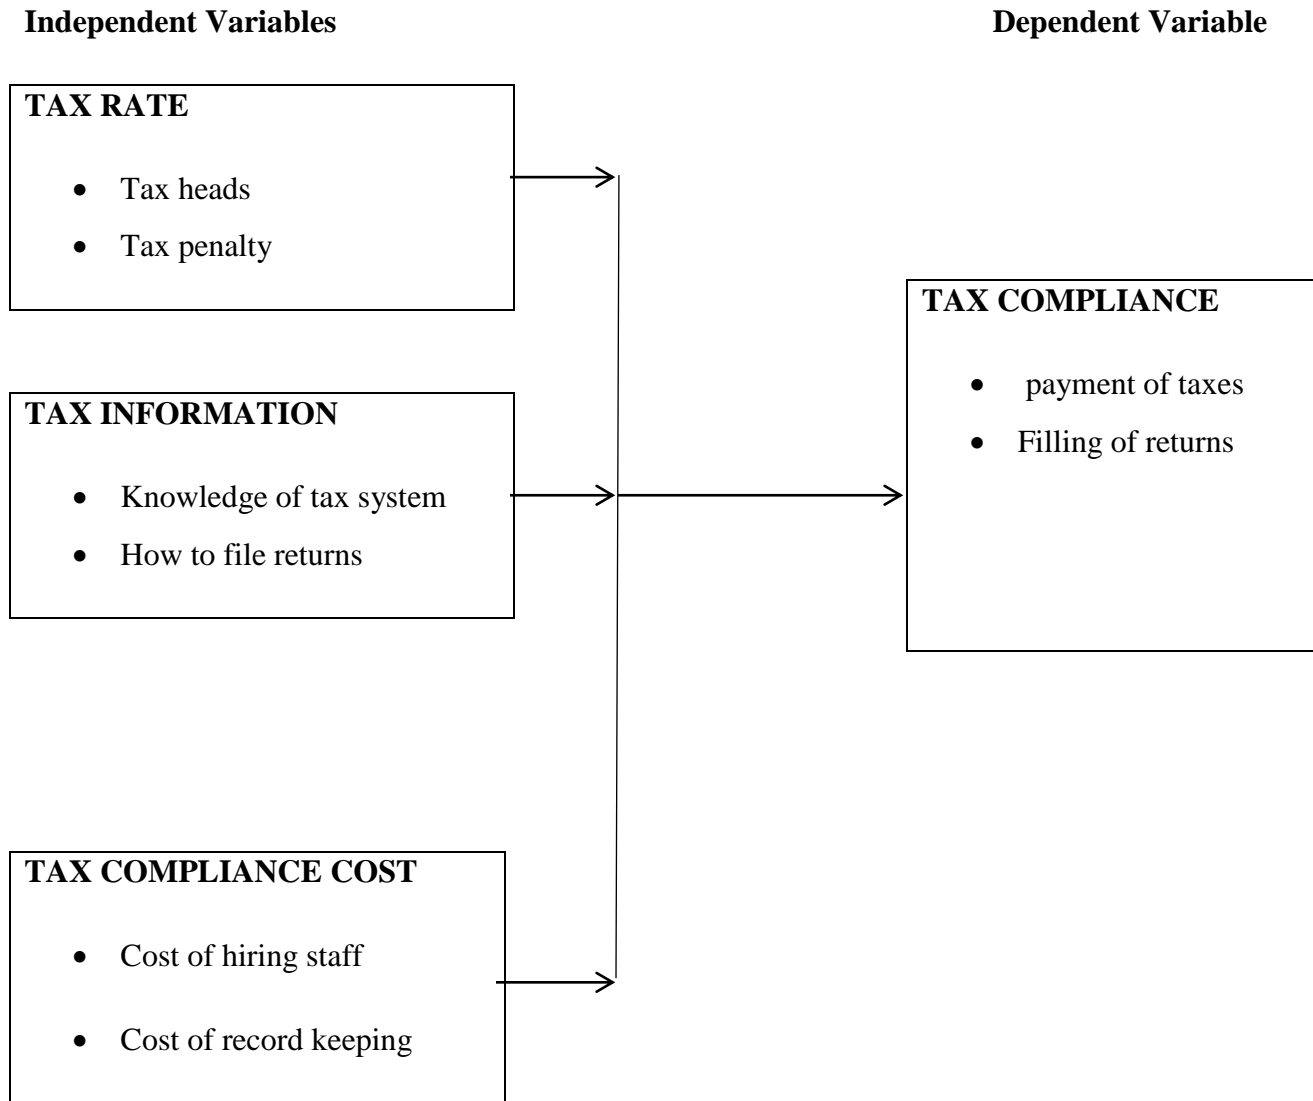 Independent Variables
Dependent Variable
TAX RATE
• Tax heads
• Tax penalty
TAX INFORMATION
• Knowledge of tax system
• How to file returns
TAX COMPLIANCE COST
• Cost of hiring staff
• Cost of record keeping
TAX COMPLIANCE
• payment of taxes
• Filling of returns